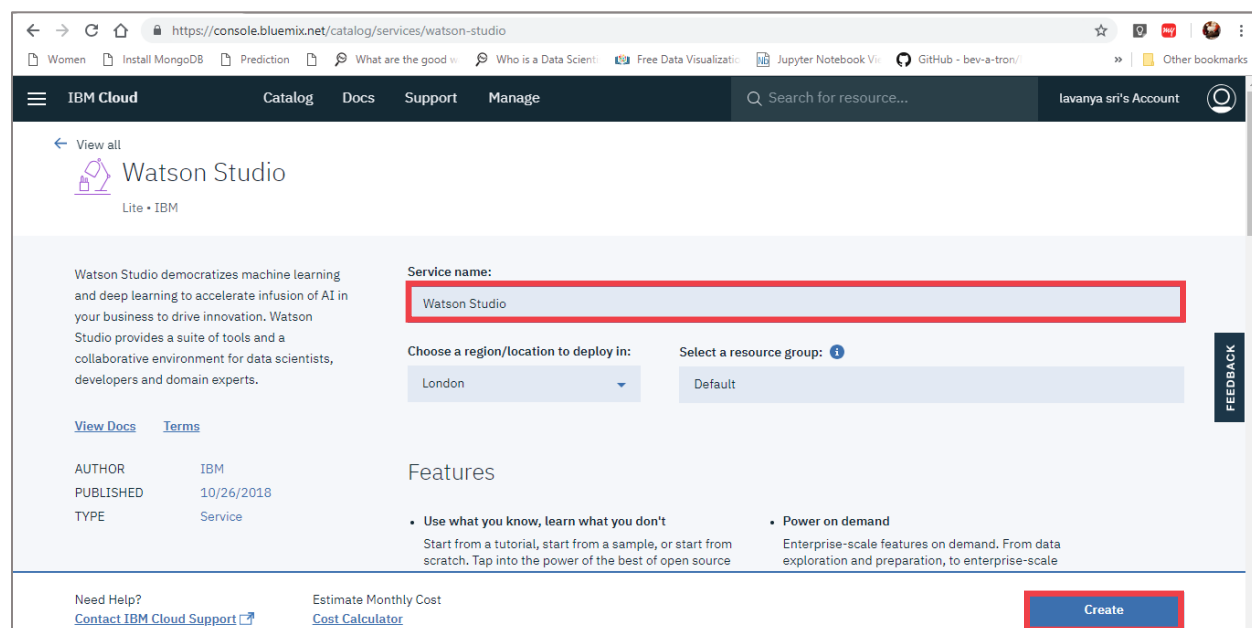 https://console.bluemix.net/catalog/services/watson-studio
Women Install MongoDB Prediction What are the good w Who is a Data Scienti Free Data Visualizatio Jupyter Notebook Vi GitHub - bev-a-tron/ » Other bookmarks
IBM Cloud Catalog Docs Support Manage Search for resource... lavanya sri's Account
View all
Watson Studio
Lite • IBM
Watson Studio democratizes machine learning
and deep learning to accelerate infusion of AI in
your business to drive innovation. Watson
Studio provides a suite of tools and a
collaborative environment for data scientists,
developers and domain experts.
View Docs Terms
AUTHOR IBM
PUBLISHED 10/26/2018
TYPE Service
Service name:
Watson Studio
Choose a region/location to deploy in: Select a resource group:
London Default
Features
• Use what you know, learn what you don't
Start from a tutorial, start from a sample, or start from
scratch. Tap into the power of the best of open source
• Power on demand
Enterprise-scale features on demand. From data
exploration and preparation, to enterprise-scale
FEEDBACK
Need Help? Estimate Monthly Cost
Contact IBM Cloud Support Cost Calculator
Create